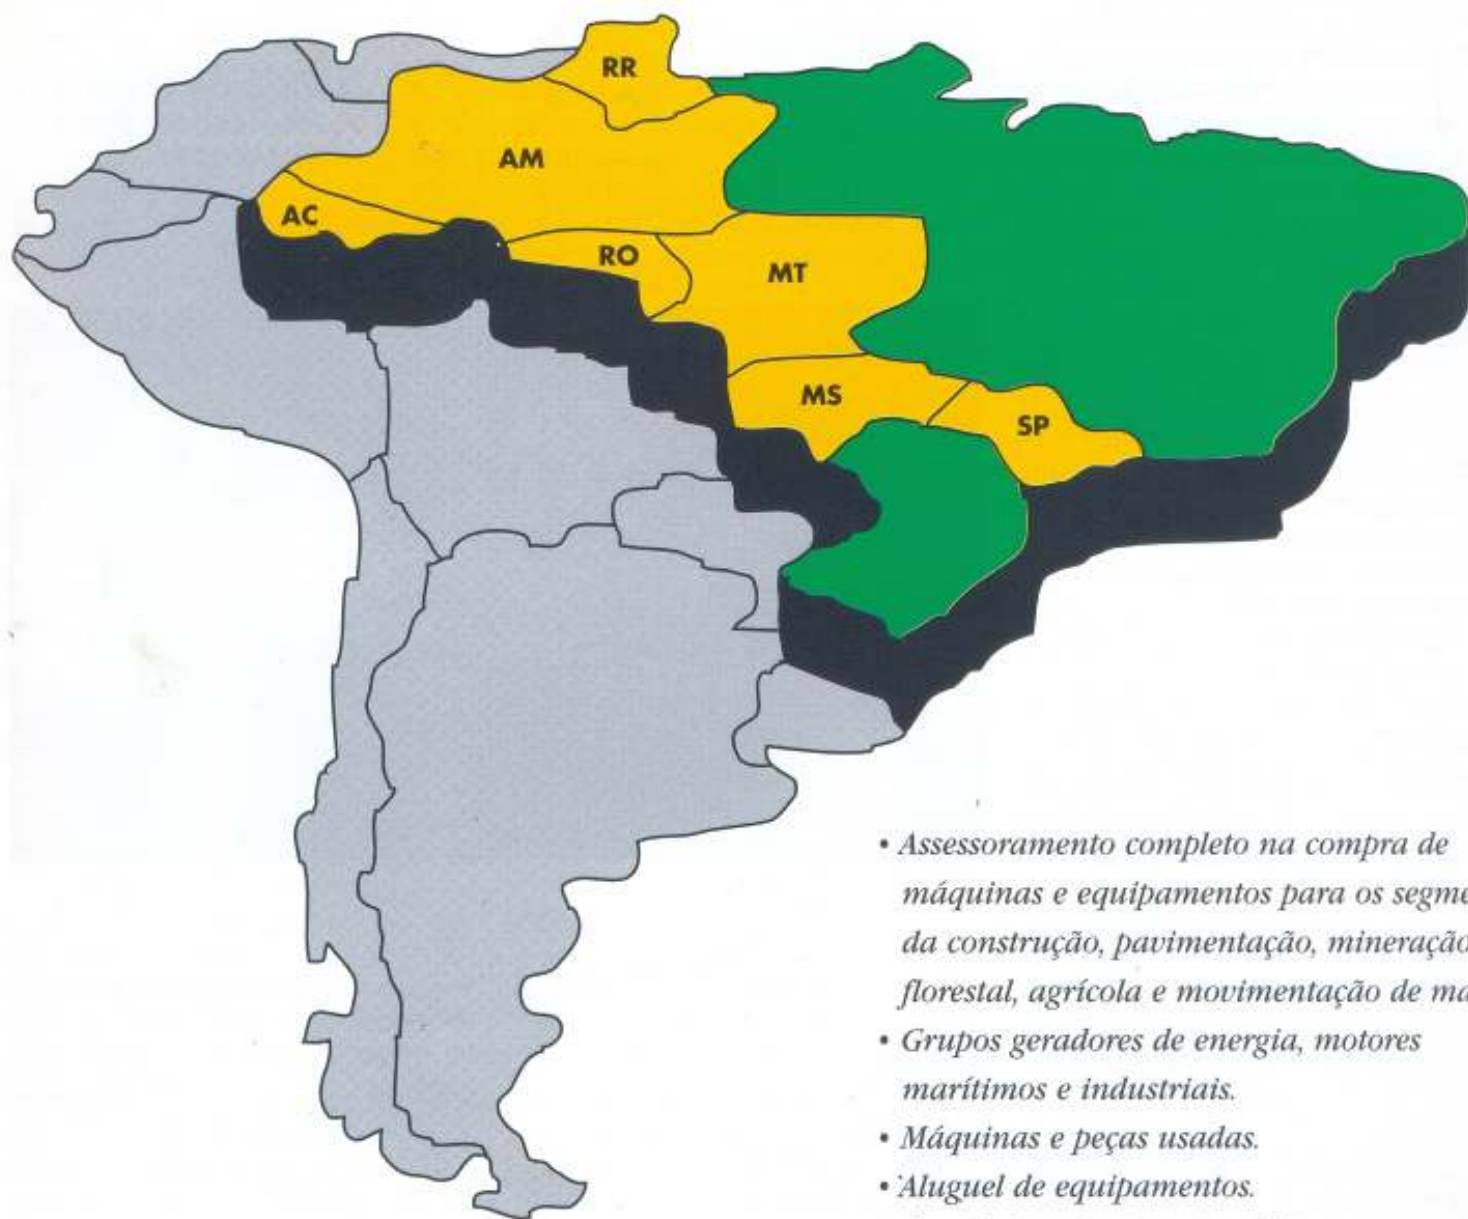 RR
AM
AC
RO
MT
MS
SP
• Assessoramento completo na compra de
máquinas e equipamentos para os segme
da construção, pavimentação, mineração
florestal, agrícola e movimentação de ma
• Grupos geradores de energia, motores
marítimos e industriais.
• Máquinas e peças usadas.
• Aluguel de equipamentos.